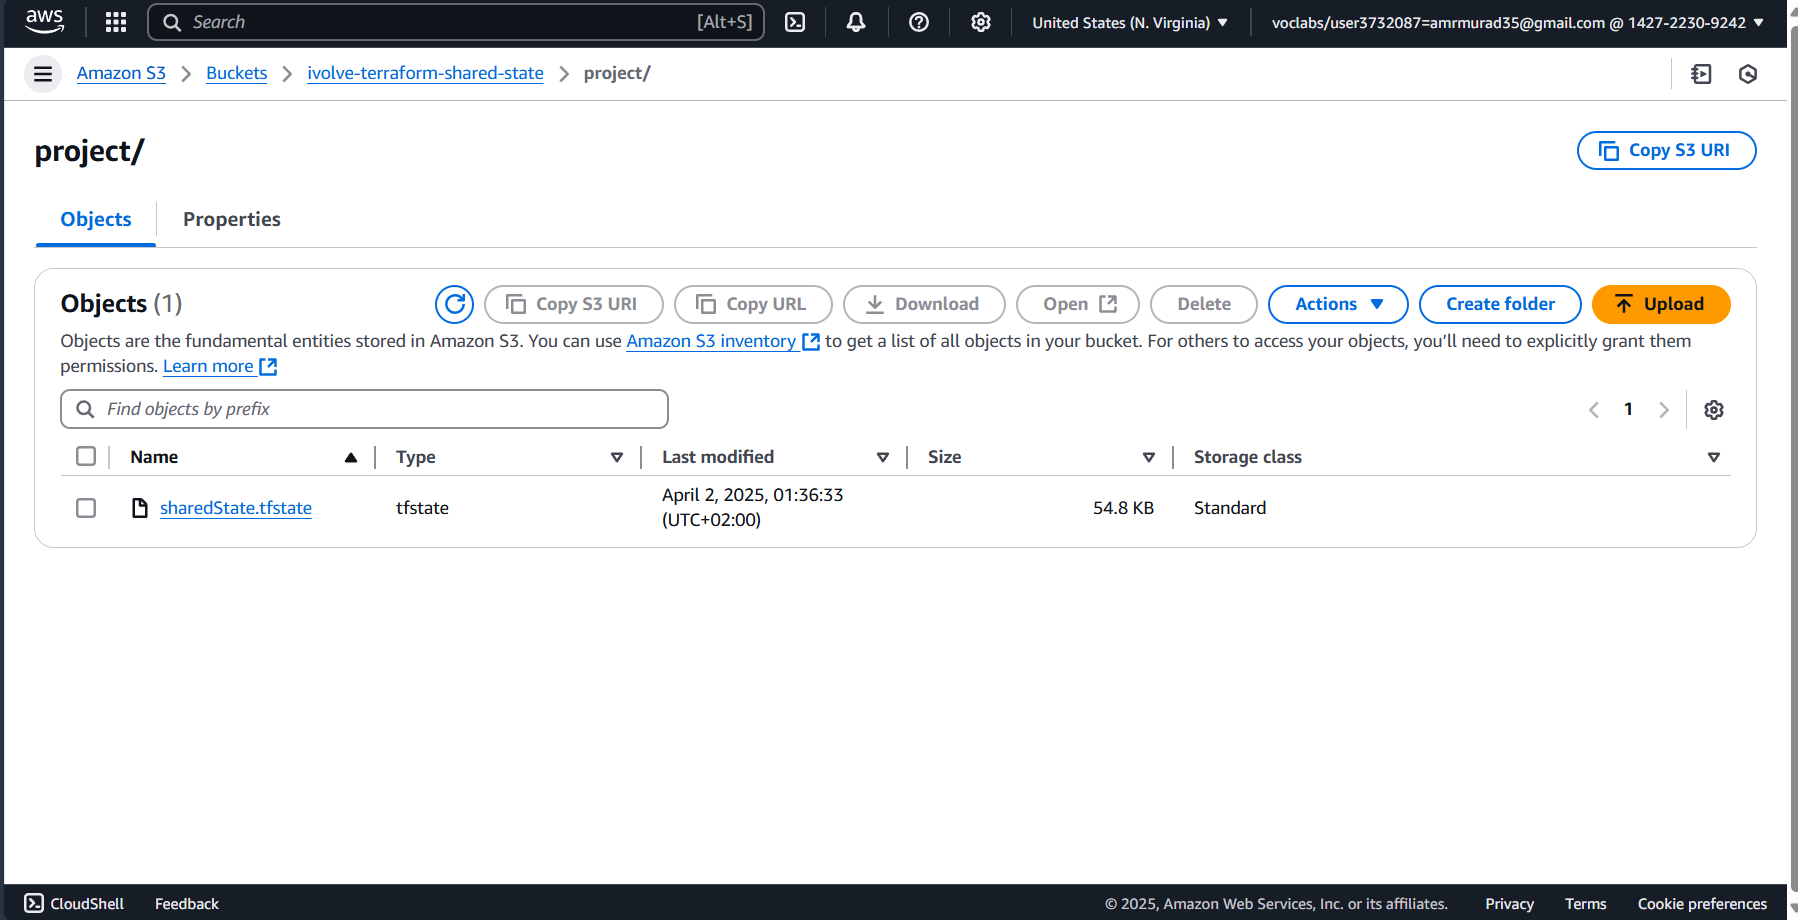 aws
Search [Alt+S]
United States (N. Virginia)
voclabs/user3732087=amrmurad35@gmail.com @ 1427-2230-9242
Amazon S3 > Buckets > ivolve-terraform-shared-state > project/
project/
Copy S3 URI
Objects
Properties
Objects (1)
Copy S3 URI
Copy URL
Download
Open
Delete
Actions
Create folder
Upload
Objects are the fundamental entities stored in Amazon S3. You can use Amazon S3 inventory to get a list of all objects in your bucket. For others to access your objects, you’ll need to explicitly grant them
permissions. Learn more
Find objects by prefix
1
Name
Type
Last modified
Size
Storage class
sharedState.tfstate
tfstate
April 2, 2025, 01:36:33
(UTC+02:00)
54.8 KB
Standard
CloudShell
Feedback
© 2025, Amazon Web Services, Inc. or its affiliates.
Privacy
Terms
Cookie preferences